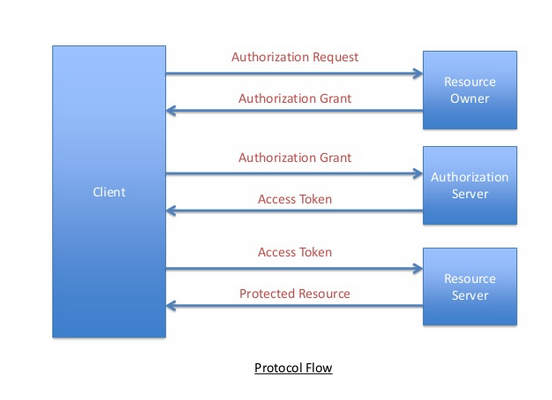 Authorization Request
Resource
Owner
Authorization Grant
Authorization Grant
Authorization
Server
Client
Access Token
Access Token
Resource
Server
Protected Resource
Protocol Flow